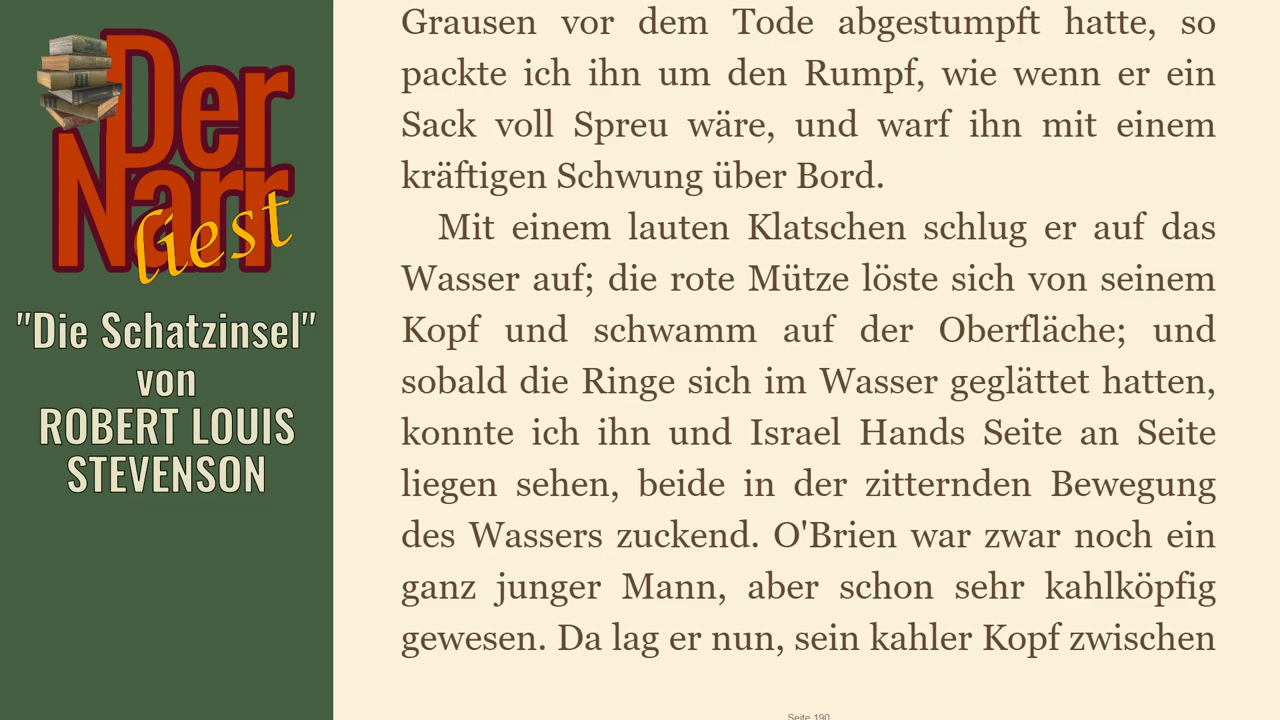 Der
Narr
liest
"Die Schatzinsel"
von
ROBERT LOUIS
STEVENSON
Grausen vor dem Tode abgestumpft hatte, so
packte ich ihn um den Rumpf, wie wenn er ein
Sack voll Spreu wäre, und warf ihn mit einem
kräftigen Schwung über Bord.
Mit einem lauten Klatschen schlug er auf das
Wasser auf; die rote Mütze löste sich von seinem
Kopf und schwamm auf der Oberfläche; und
sobald die Ringe sich im Wasser geglättet hatten,
konnte ich ihn und Israel Hands Seite an Seite
liegen sehen, beide in der zitternden Bewegung
des Wassers zuckend. O'Brien war zwar noch ein
ganz junger Mann, aber schon sehr kahlköpfig
gewesen. Da lag er nun, sein kahler Kopf zwischen
Seite 190